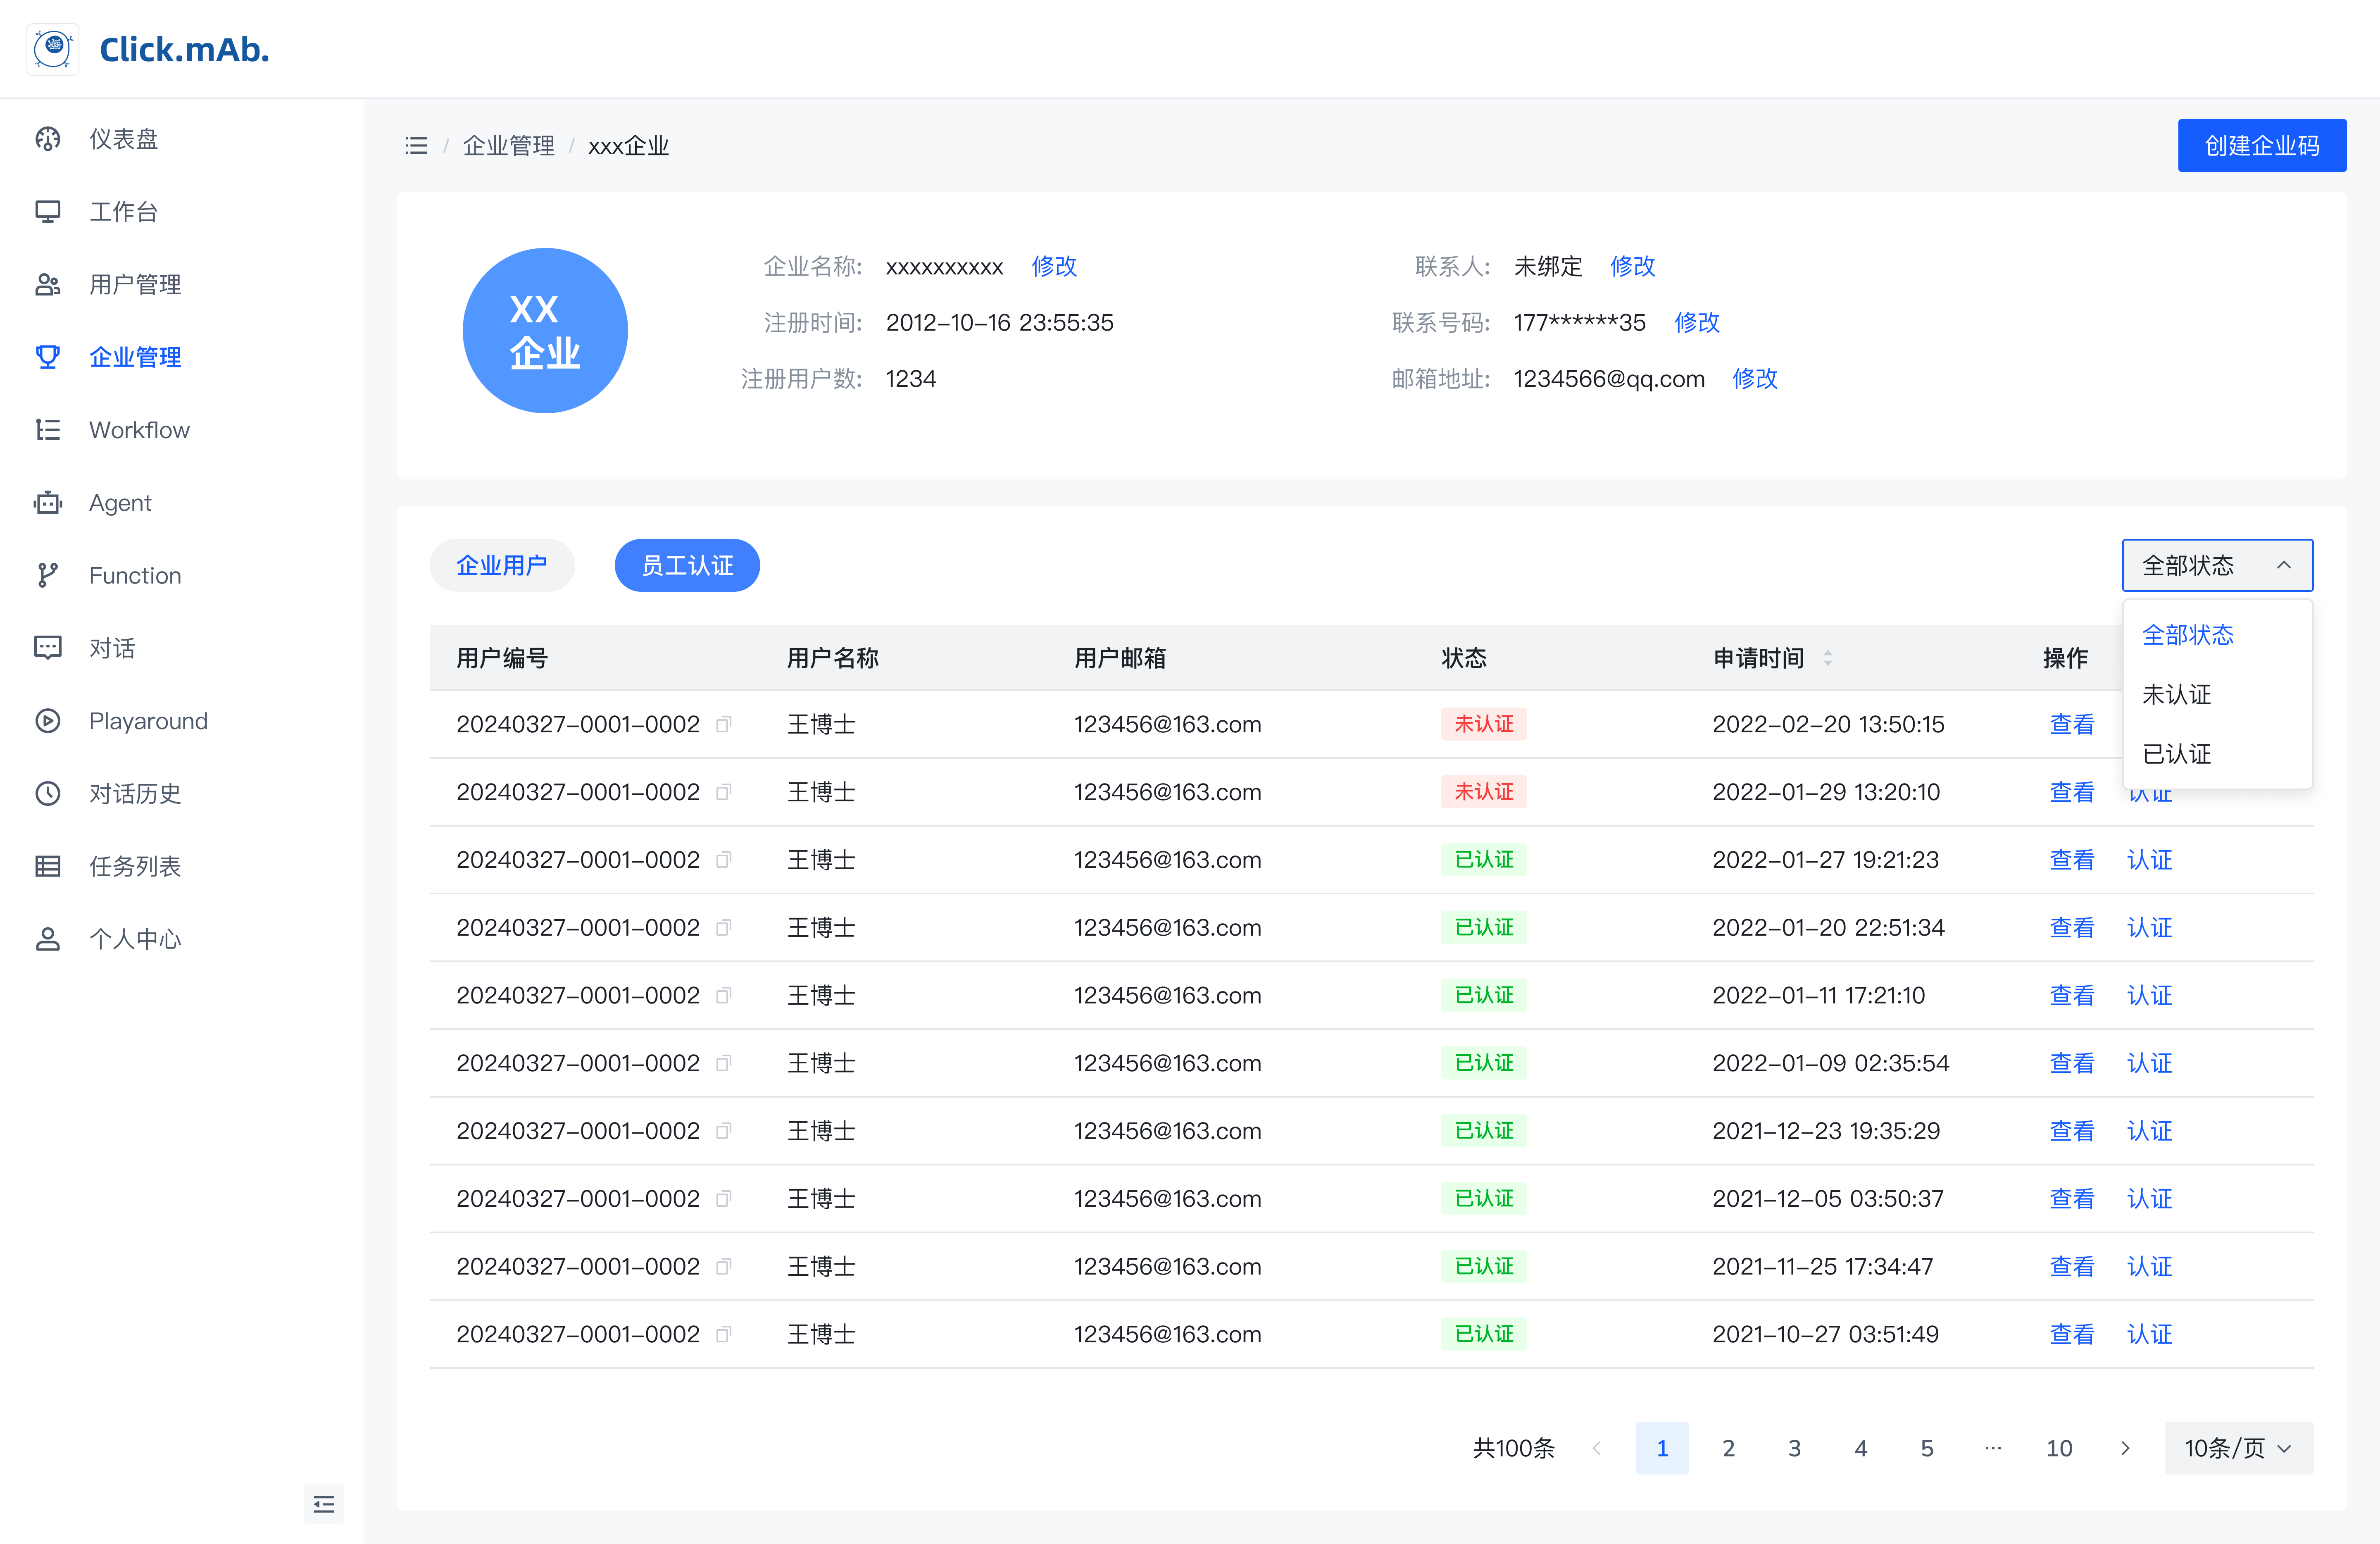 Click.mAb.
仪表盘
工作台
用户管理
企业管理
Workflow
Agent
Function
对话
Playaround
对话历史
任务列表
个人中心
/ 企业管理 / xxx企业
创建企业码
XX
企业
企业名称: xxxxxxxxxx 修改
联系人: 未绑定 修改
注册时间: 2012-10-16 23:55:35
联系号码: 177******35 修改
注册用户数: 1234
邮箱地址: 1234566@qq.com 修改
企业用户 员工认证 全部状态
全部状态
未认证
已认证
用户编号 用户名称 用户邮箱 状态 申请时间 操作
20240327-0001-0002 王博士 123456@163.com 未认证 2022-02-20 13:50:15 查看
20240327-0001-0002 王博士 123456@163.com 未认证 2022-01-29 13:20:10 查看 认证
20240327-0001-0002 王博士 123456@163.com 已认证 2022-01-27 19:21:23 查看 认证
20240327-0001-0002 王博士 123456@163.com 已认证 2022-01-20 22:51:34 查看 认证
20240327-0001-0002 王博士 123456@163.com 已认证 2022-01-11 17:21:10 查看 认证
20240327-0001-0002 王博士 123456@163.com 已认证 2022-01-09 02:35:54 查看 认证
20240327-0001-0002 王博士 123456@163.com 已认证 2021-12-23 19:35:29 查看 认证
20240327-0001-0002 王博士 123456@163.com 已认证 2021-12-05 03:50:37 查看 认证
20240327-0001-0002 王博士 123456@163.com 已认证 2021-11-25 17:34:47 查看 认证
20240327-0001-0002 王博士 123456@163.com 已认证 2021-10-27 03:51:49 查看 认证
共100条 1 2 3 4 5 ··· 10 10条/页